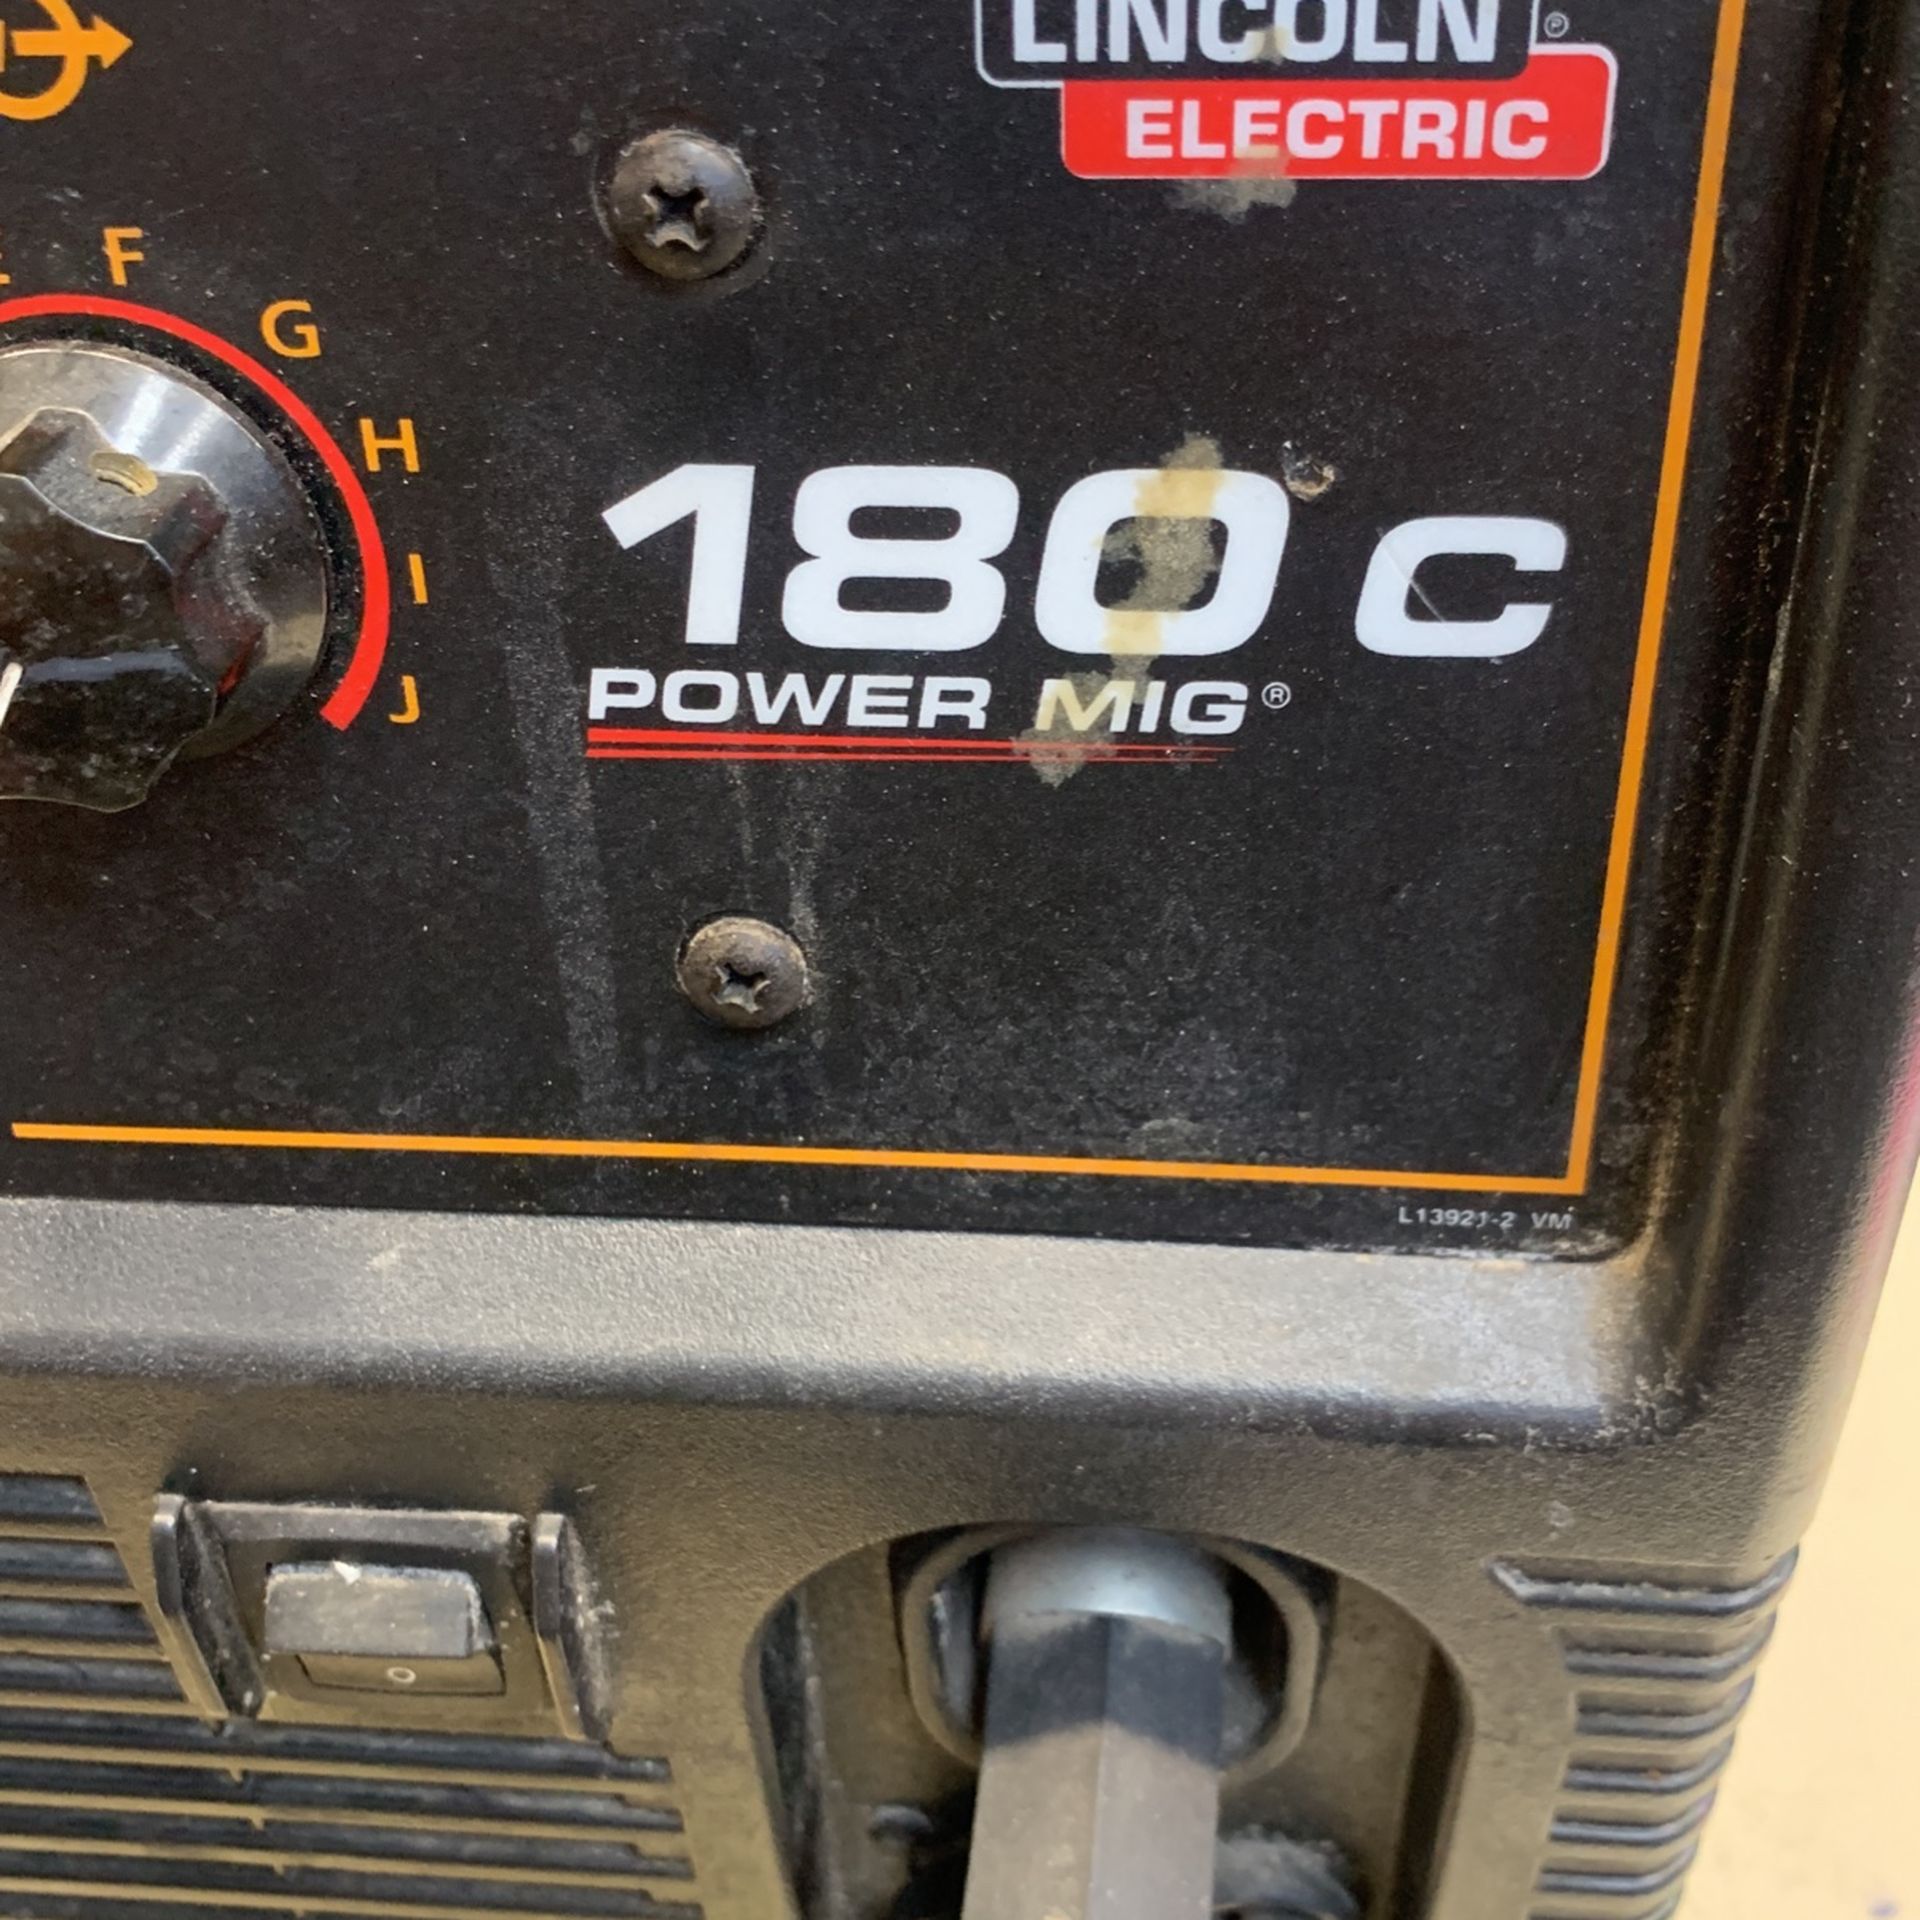 LINCOLN ®
ELECTRIC
F
G
H
I
J
180 C
POWER MIG®
L13921-2 VM
O